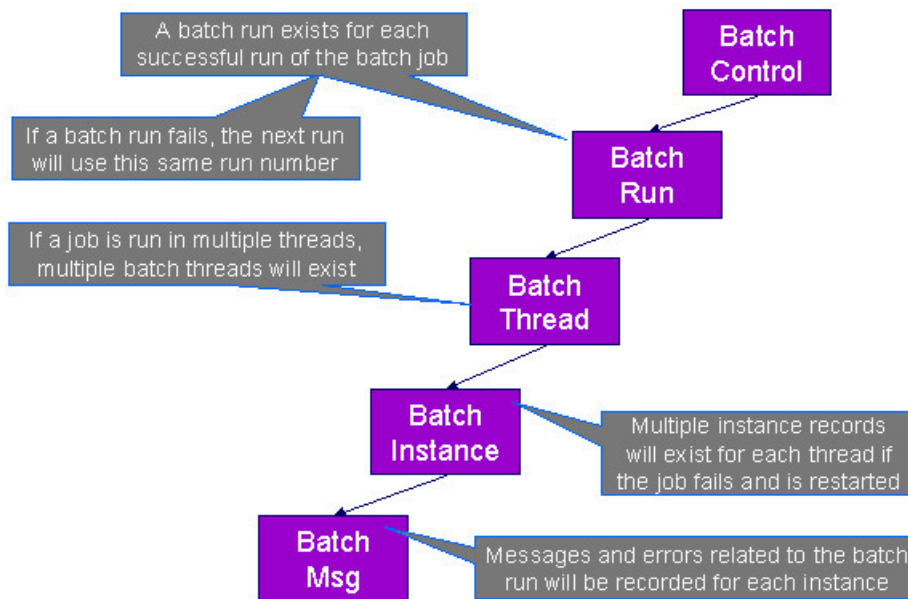 A batch run exists for each
successful run of the batch job
Batch
Control
If a batch run fails, the next run
will use this same run number
Batch
Run
If a job is run in multiple threads,
multiple batch threads will exist
Batch
Thread
Batch
Instance
Multiple instance records
will exist for each thread if
the job fails and is restarted
Batch
Msg
Messages and errors related to the batch
run will be recorded for each instance